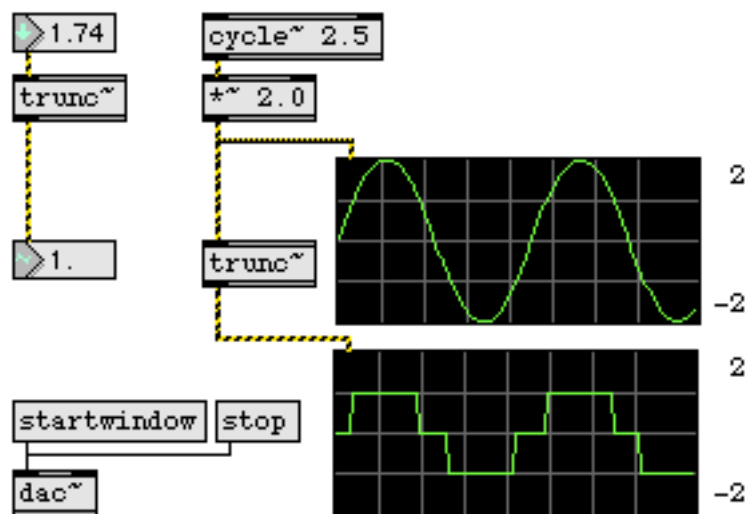 1.74
cycle~ 2.5
trunc~
*~ 2.0
2
1.
trunc~
-2
2
startwindow
stop
dac~
-2